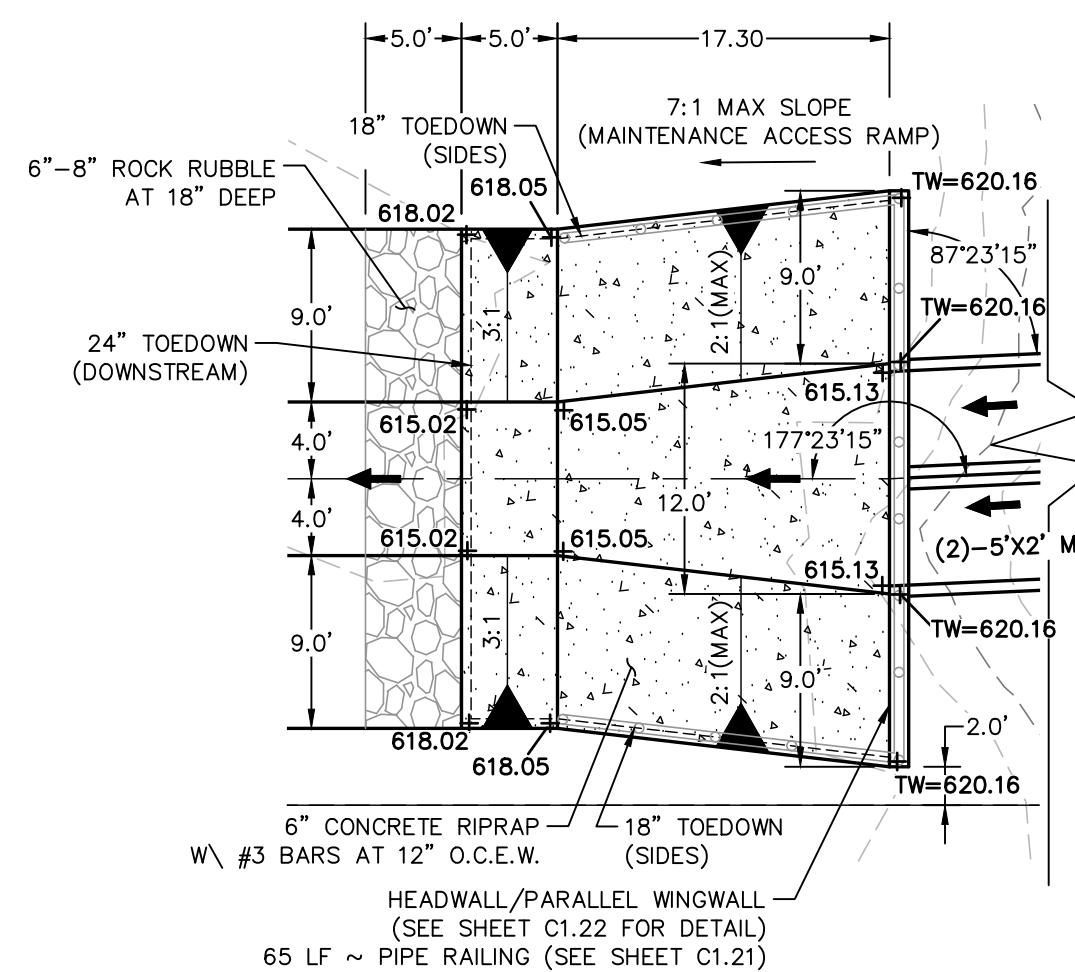 5.0'
5.0'
17.30
7:1 MAX SLOPE
(MAINTENANCE ACCESS RAMP)
18" TOEDOWN
(SIDES)
6"-8" ROCK RUBBLE
AT 18" DEEP
618.05
618.02
TW=620.16
87°23'15"
9.0'
2:1(MAX)
3:1
9.0'
TW=620.16
24" TOEDOWN
(DOWNSTREAM)
615.13
615.02
615.05
4.0'
177°23'15"
12.0'
4.0'
615.02
615.05
615.13
(2)-5'X2' M
9.0'
3:1
2:1(MAX)
9.0'
TW=620.16
2.0'
618.02
618.05
TW=620.16
6" CONCRETE RIPRAP
W\ #3 BARS AT 12" O.C.E.W.
18" TOEDOWN
(SIDES)
HEADWALL/PARALLEL WINGWALL
(SEE SHEET C1.22 FOR DETAIL)
65 LF ~ PIPE RAILING (SEE SHEET C1.21)